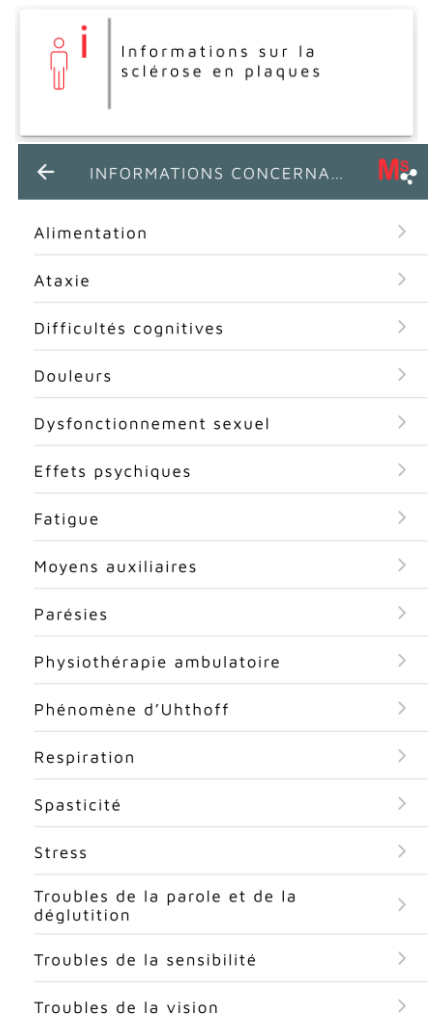 i
Informations sur la
sclérose en plaques
INFORMATIONS CONCERNA...
Ms
Alimentation
Ataxie
Difficultés cognitives
Douleurs
Dysfonctionnement sexuel
Effets psychiques
Fatigue
Moyens auxiliaires
Parésies
Physiothérapie ambulatoire
Phénomène d’Uhthoff
Respiration
Spasticité
Stress
Troubles de la parole et de la
déglutition
Troubles de la sensibilité
Troubles de la vision